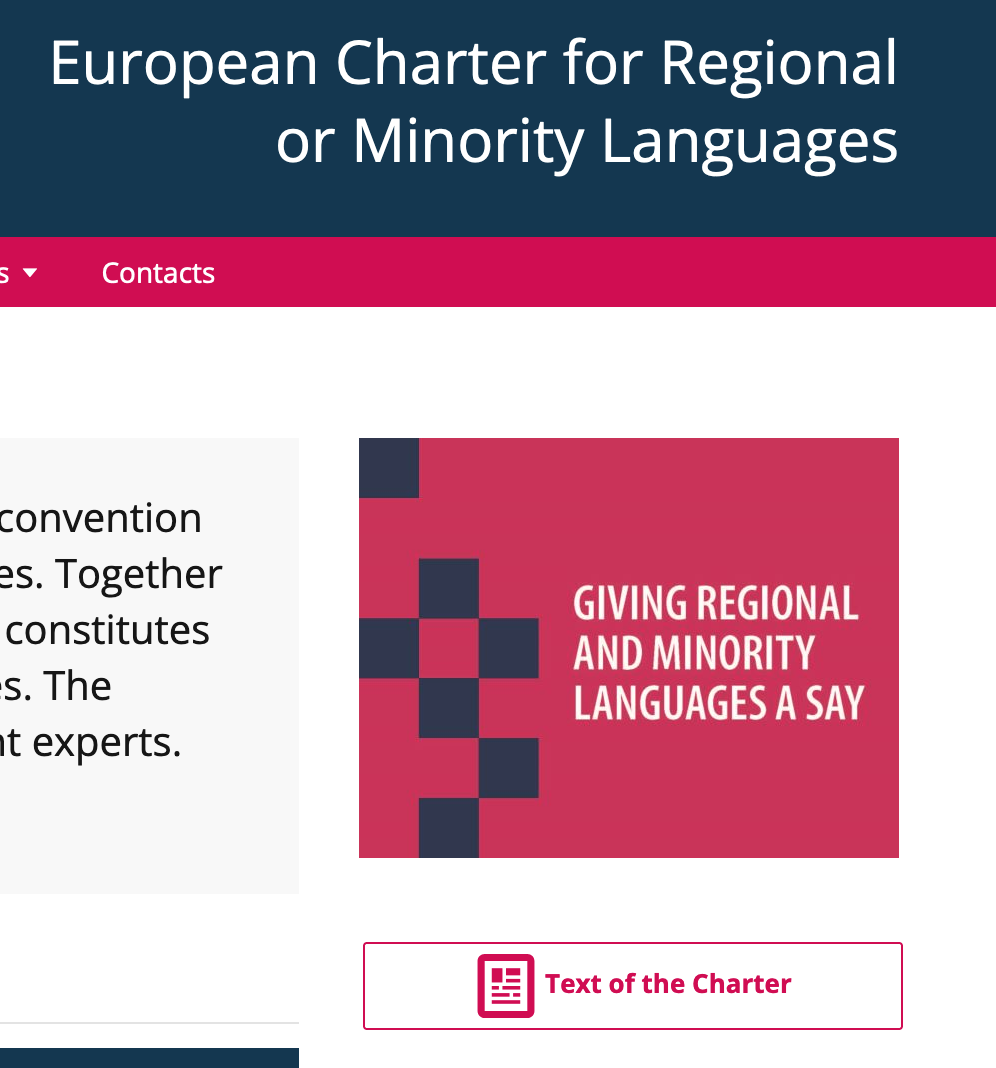 European Charter for Regional
or Minority Languages
Contacts
convention
es. Together
constitutes
es. The
nt experts.
GIVING REGIONAL
AND MINORITY
LANGUAGES A SAY
Text of the Charter